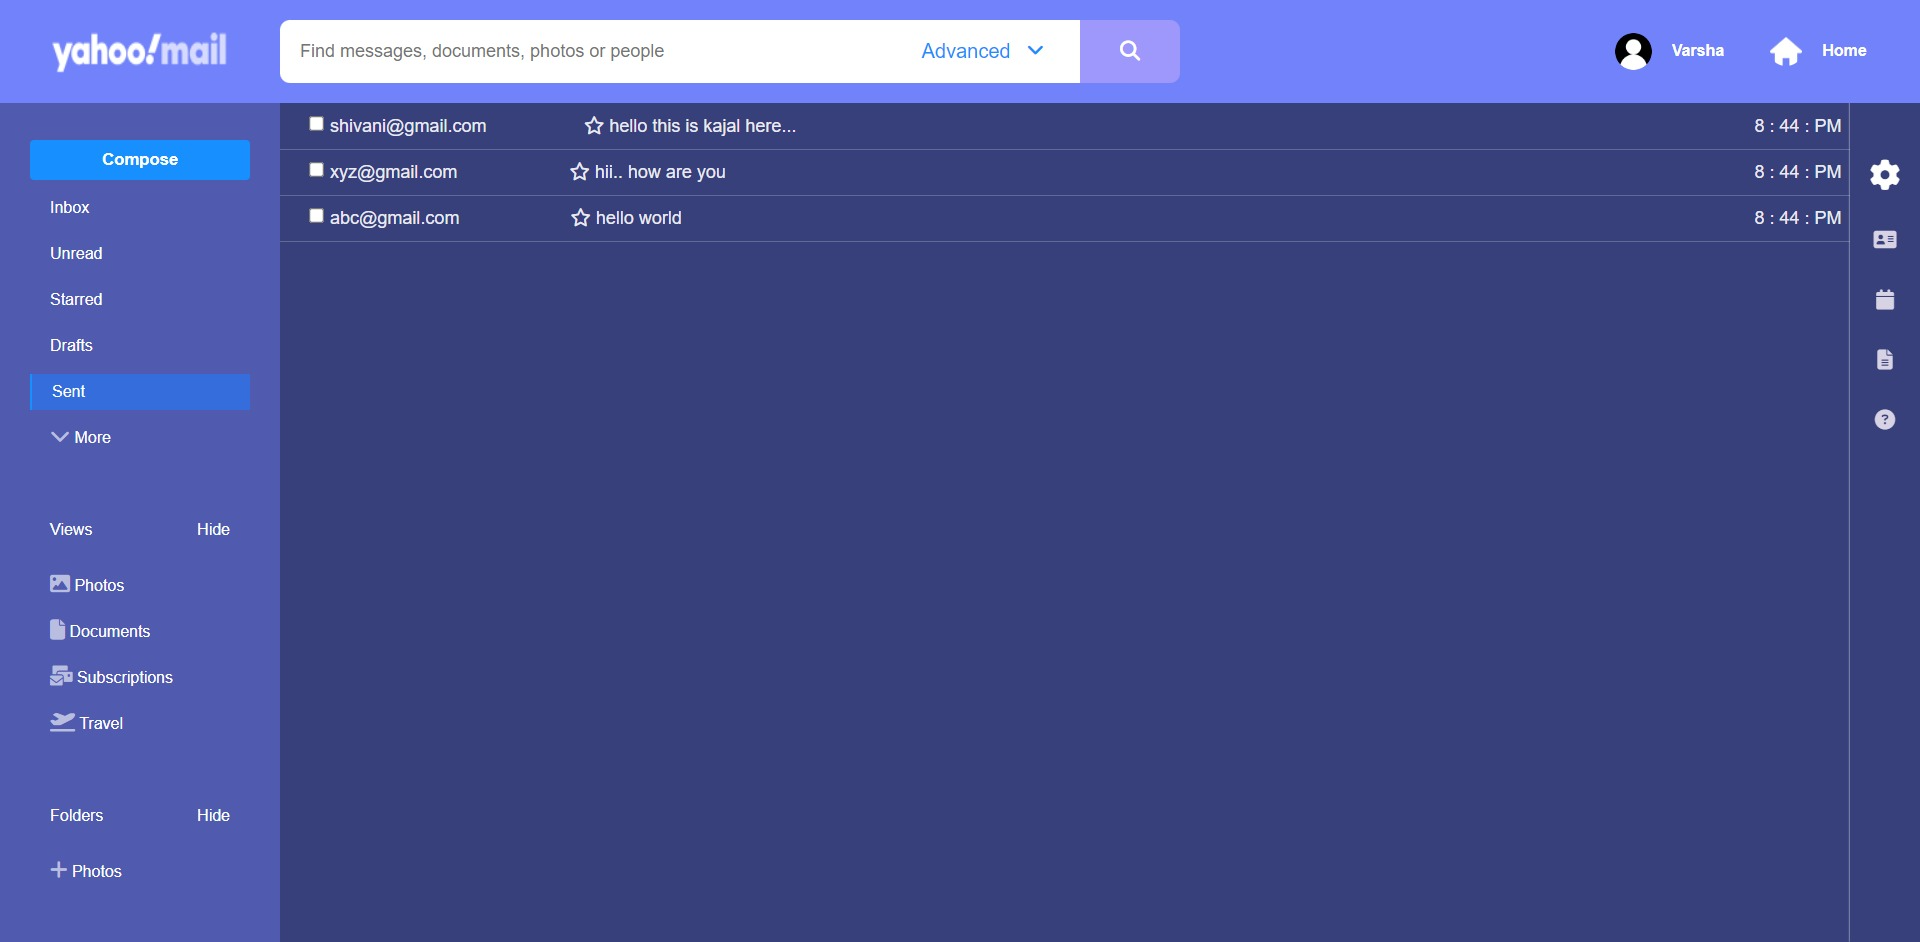 yahoo!mail
Find messages, documents, photos or people Advanced
Varsha Home
Compose
Inbox
Unread
Starred
Drafts
Sent
More
Views Hide
Photos
Documents
Subscriptions
Travel
Folders Hide
Photos
shivani@gmail.com hello this is kajal here... 8 : 44 : PM
xyz@gmail.com hii.. how are you 8 : 44 : PM
abc@gmail.com hello world 8 : 44 : PM